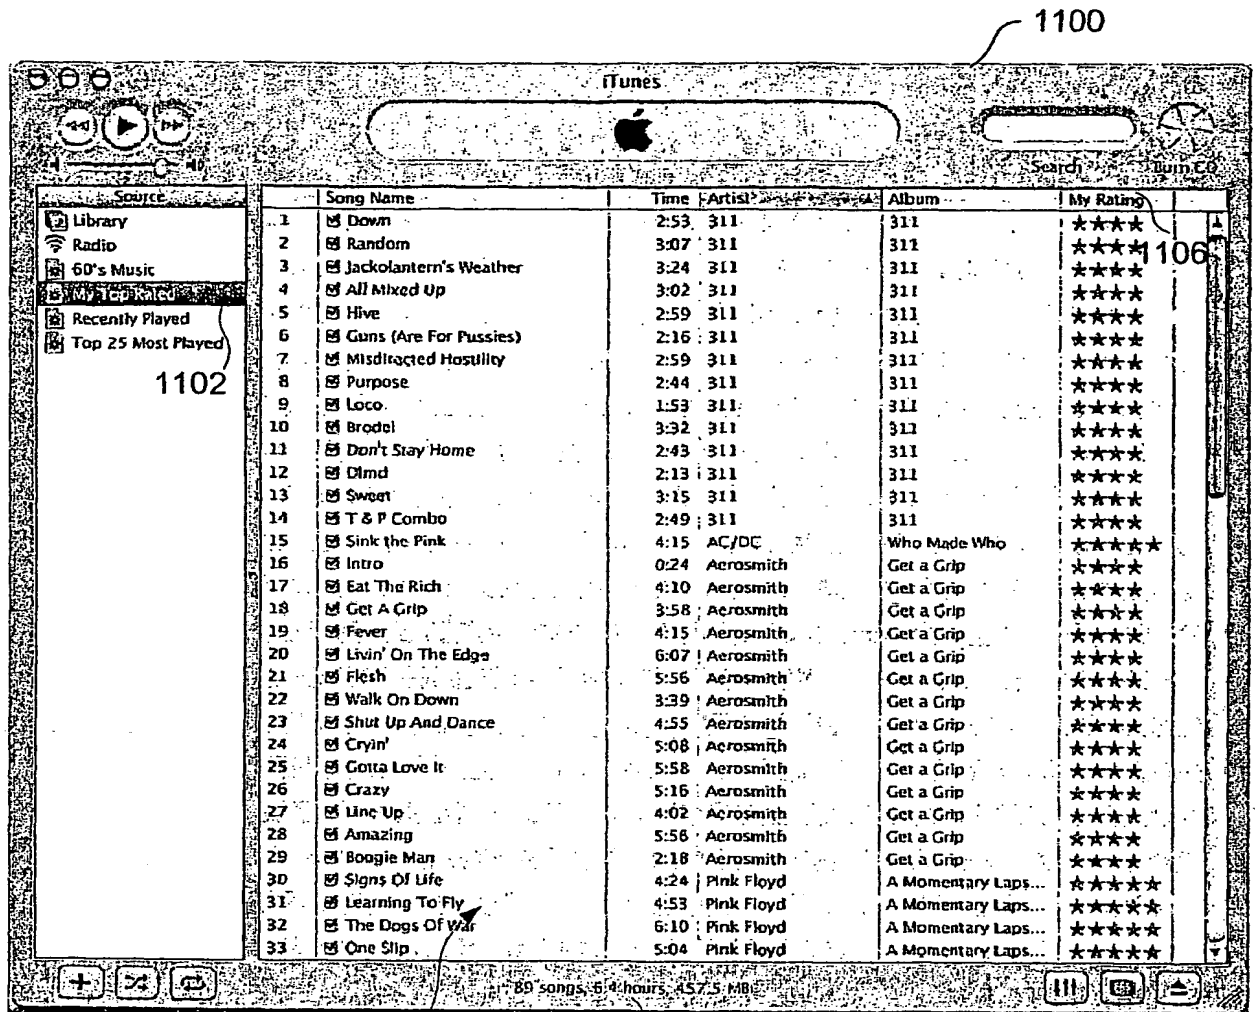 1100
iTunes
Search Burn CD
Source
Library
Radio
60's Music
My Top Rated
Recently Played
Top 25 Most Played
1102
Song Name Time Artist Album My Rating
1106
1 Down 2:53 311 311 ★★★★
2 Random 3:07 311 311 ★★★★
3 Jackolantern's Weather 3:24 311 311 ★★★★
4 All Mixed Up 3:02 311 311 ★★★★
5 Hive 2:59 311 311 ★★★★
6 Guns (Are For Pussies) 2:16 311 311 ★★★★
7 Misdiracted Hostility 2:59 311 311 ★★★★
8 Purpose 2:44 311 311 ★★★★
9 Loco 1:53 311 311 ★★★★
10 Brodel 3:32 311 311 ★★★★
11 Don't Stay Home 2:43 311 311 ★★★★
12 Dlmd 2:13 311 311 ★★★★
13 Sweet 3:15 311 311 ★★★★
14 T & P Combo 2:49 311 311 ★★★★
15 Sink the Pink 4:15 AC/DC Who Made Who ★★★★★
16 Intro 0:24 Aerosmith Get a Grip ★★★★
17 Eat The Rich 4:10 Aerosmith Get a Grip ★★★★
18 Get A Grip 3:58 Aerosmith Get a Grip ★★★★
19 Fever 4:15 Aerosmith Get a Grip ★★★★
20 Livin' On The Edge 6:07 Aerosmith Get a Grip ★★★★
21 Flesh 5:56 Aerosmith Get a Grip ★★★★
22 Walk On Down 3:39 Aerosmith Get a Grip ★★★★
23 Shut Up And Dance 4:55 Aerosmith Get a Grip ★★★★
24 Cryin' 5:08 Aerosmith Get a Grip ★★★★
25 Gotta Love It 5:58 Aerosmith Get a Grip ★★★★
26 Crazy 5:16 Aerosmith Get a Grip ★★★★
27 Line Up 4:02 Aerosmith Get a Grip ★★★★
28 Amazing 5:56 Aerosmith Get a Grip ★★★★
29 Boogie Man 2:18 Aerosmith Get a Grip ★★★★
30 Signs Of Life 4:24 Pink Floyd A Momentary Laps... ★★★★★
31 Learning To Fly 4:53 Pink Floyd A Momentary Laps... ★★★★★
32 The Dogs Of War 6:10 Pink Floyd A Momentary Laps... ★★★★★
33 One Slip 5:04 Pink Floyd A Momentary Laps... ★★★★★
89 songs, 6.4 hours, 457.5 MB